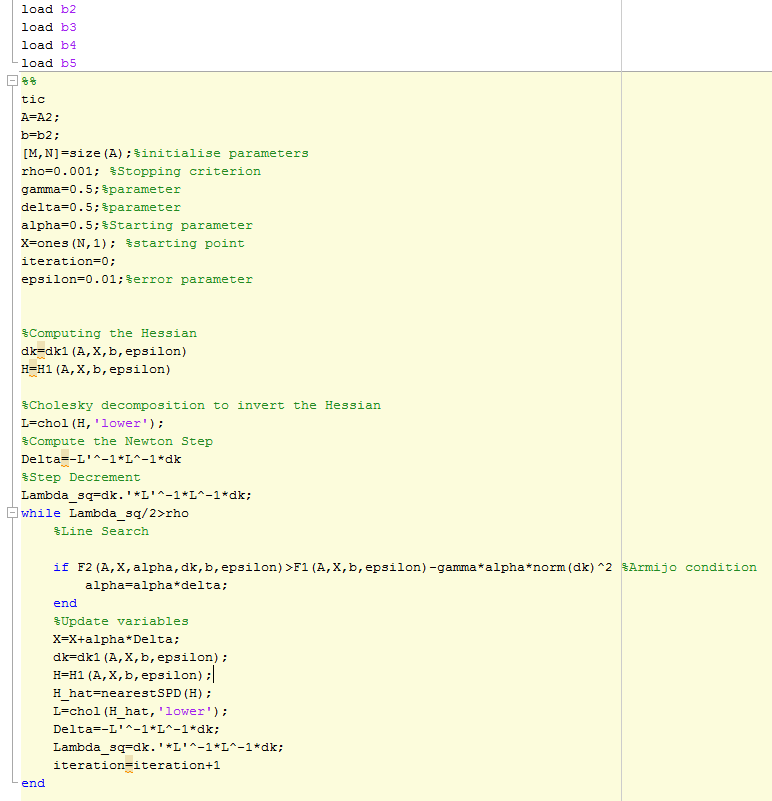 load b2
load b3
load b4
load b5
%%
tic
A=A2;
b=b2;
[M,N]=size(A);%initialise parameters
rho=0.001; %Stopping criterion
gamma=0.5;%parameter
delta=0.5;%parameter
alpha=0.5;%Starting parameter
X=ones(N,1); %starting point
iteration=0;
epsilon=0.01;%error parameter
%Computing the Hessian
dk=dk1(A,X,b,epsilon)
H=H1(A,X,b,epsilon)
%Cholesky decomposition to invert the Hessian
L=chol(H,'lower');
%Compute the Newton Step
Delta=-L'^-1*L^-1*dk
%Step Decrement
Lambda_sq=dk.'*L'^-1*L^-1*dk;
while Lambda_sq/2>rho
%Line Search
if F2(A,X,alpha,dk,b,epsilon)>F1(A,X,b,epsilon)-gamma*alpha*norm(dk)^2 %Armijo condition
alpha=alpha*delta;
end
%Update variables
X=X+alpha*Delta;
dk=dk1(A,X,b,epsilon);
H=H1(A,X,b,epsilon);
H_hat=nearestSPD(H);
L=chol(H_hat,'lower');
Delta=-L'^-1*L^-1*dk;
Lambda_sq=dk.'*L'^-1*L^-1*dk;
iteration=iteration+1
end